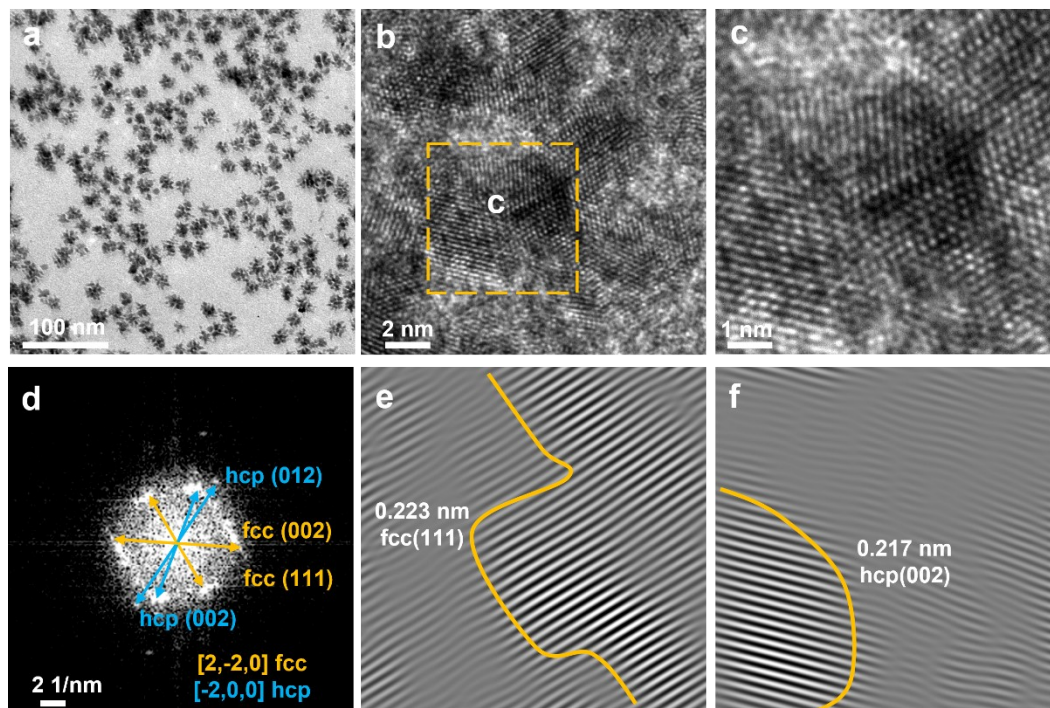 a
100 nm
b
c
2 nm
c
1 nm
d
hcp (012)
fcc (002)
fcc (111)
hcp (002)
[2,-2,0] fcc
[-2,0,0] hcp
2 1/nm
e
0.223 nm
fcc(111)
f
0.217 nm
hcp(002)